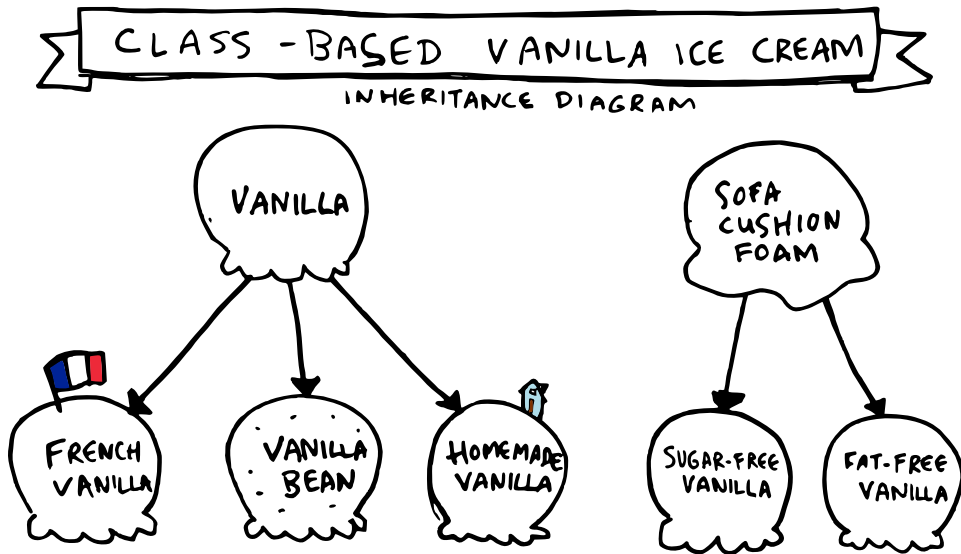 CLASS-BASED VANILLA ICE CREAM
INHERITANCE DIAGRAM
VANILLA
SOFA
CUSHION
FOAM
FRENCH
VANILLA
VANILLA
BEAN
HOMEMADE
VANILLA
SUGAR-FREE
VANILLA
FAT-FREE
VANILLA